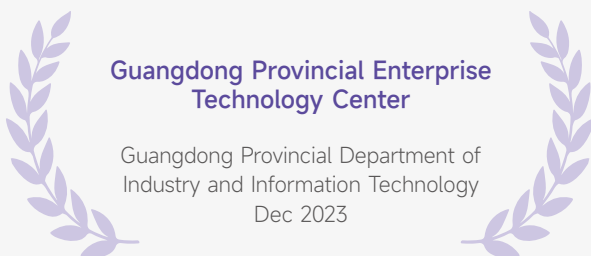 Guangdong Provincial Enterprise
Technology Center
Guangdong Provincial Department of
Industry and Information Technology
Dec 2023